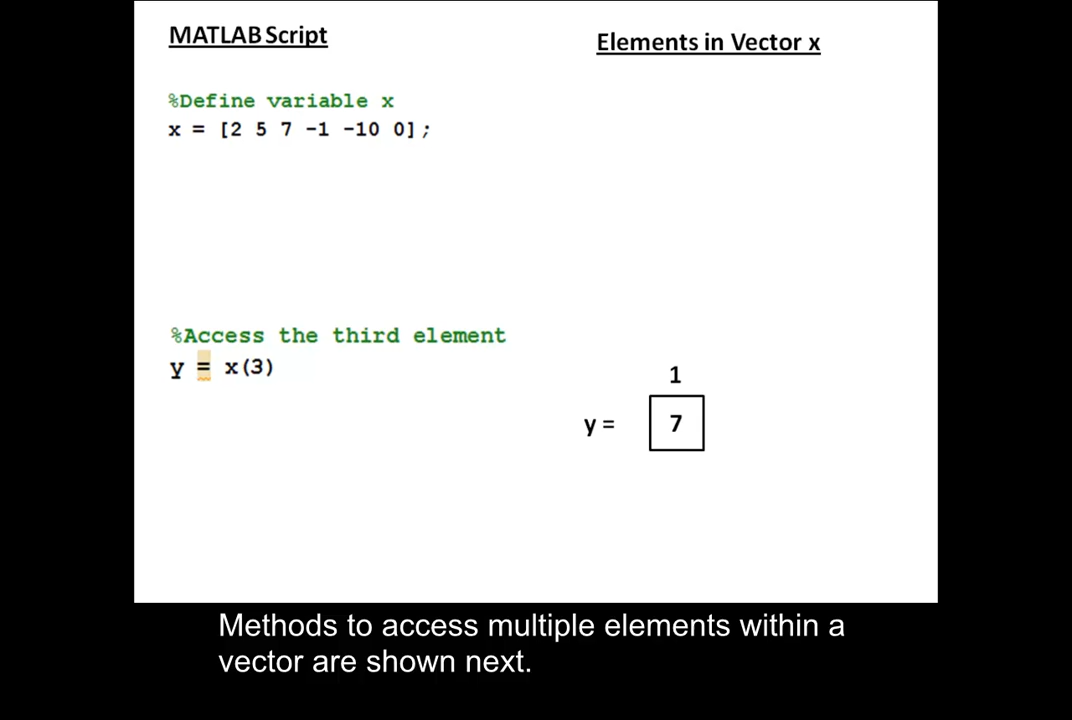 MATLAB Script
Elements in Vector x
%Define variable x
x = [2 5 7 -1 -10 0];
%Access the third element
y = x(3)
1
y =
7
Methods to access multiple elements within a
vector are shown next.